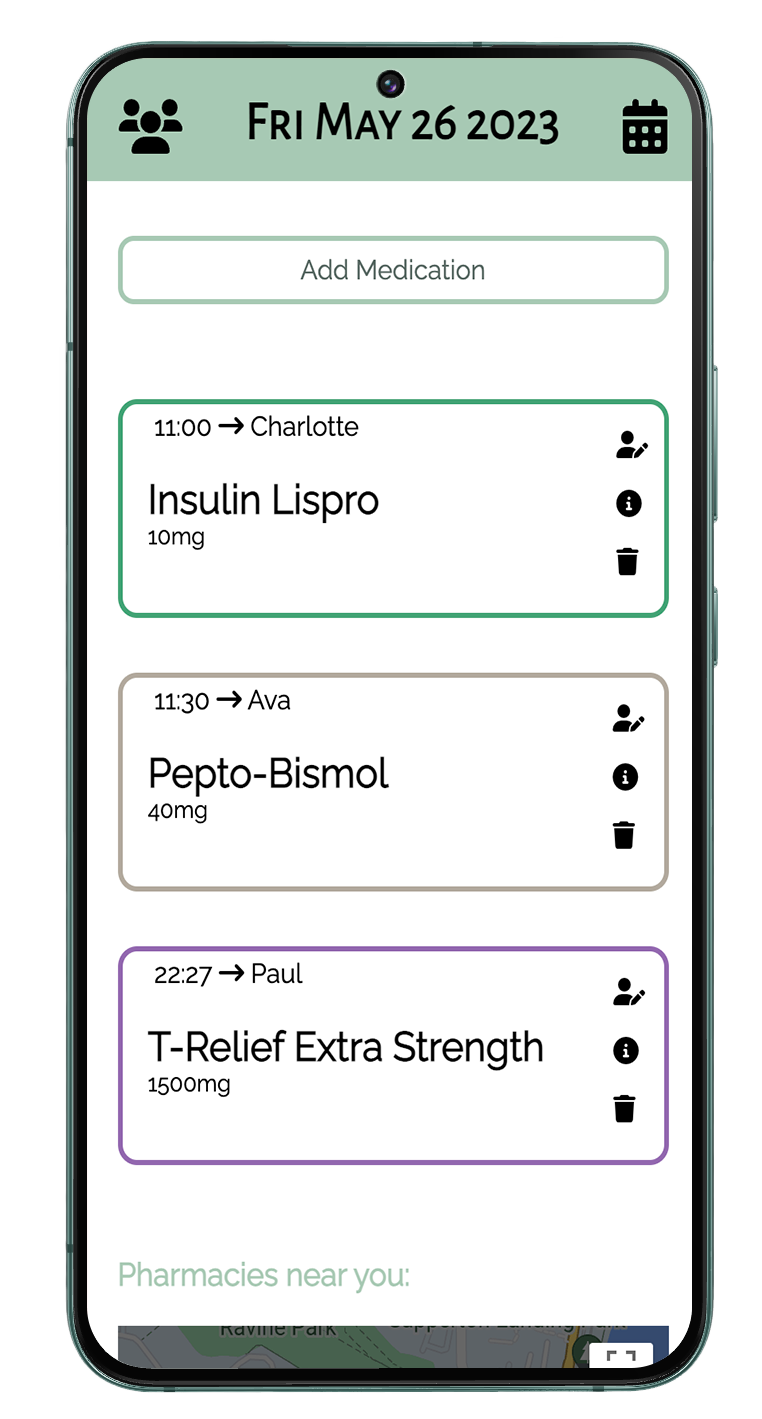 Fri May 26 2023
Add Medication
11:00 → Charlotte
Insulin Lispro
10mg
11:30 → Ava
Pepto-Bismol
40mg
22:27 → Paul
T-Relief Extra Strength
1500mg
Pharmacies near you:
Ravine Park